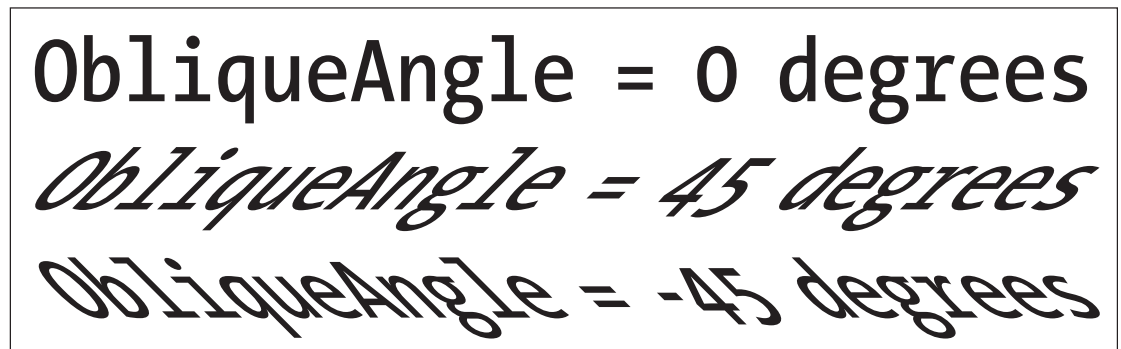 ObliqueAngle = 0 degrees
ObliqueAngle = 45 degrees
ObliqueAngle = -45 degrees